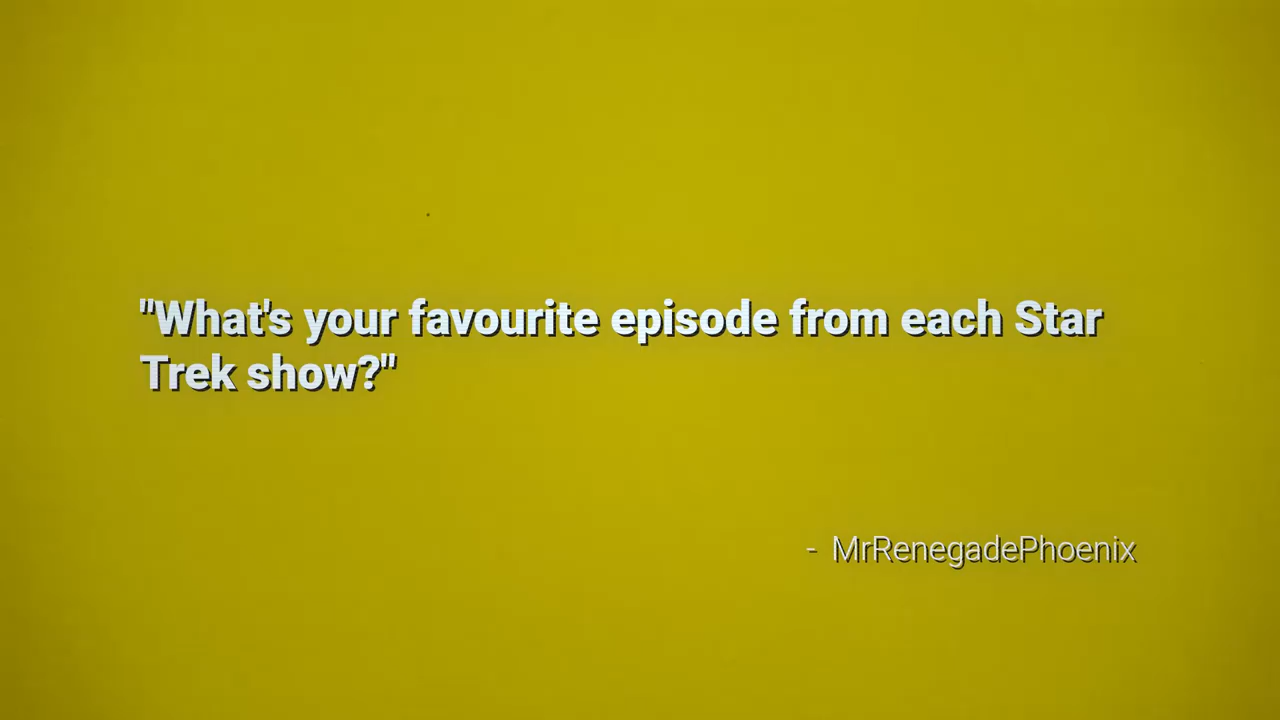 "What's your favourite episode from each Star
Trek show?"
- MrRenegadePhoenix